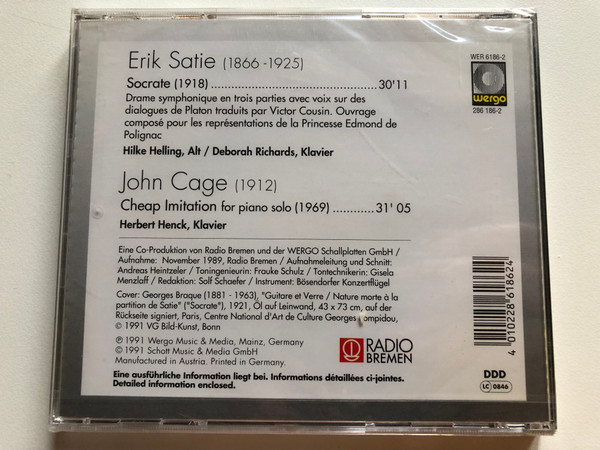 Erik Satie (1866 -1925)
Socrate (1918) .................................................... 30'11
Drame symphonique en trois parties avec voix sur des
dialogues de Platon traduits par Victor Cousin. Ouvrage
composé pour les représentations de la Princesse Edmond de
Polignac
Hilke Helling, Alt / Deborah Richards, Klavier
WER 6186-2
wergo
286 186-2
John Cage (1912)
Cheap Imitation for piano solo (1969) ............ 31' 05
Herbert Henck, Klavier
Eine Co-Produktion von Radio Bremen und der WERGO Schallplatten GmbH /
Aufnahme: November 1989, Radio Bremen / Aufnahmeleitung und Schnitt:
Andreas Heintzeler / Toningenieurin: Frauke Schulz / Tontechnikerin: Gisela
Menzlaff / Redaktion: Solf Schaefer / Instrument: Bösendorfer Konzertflügel
Cover: Georges Braque (1881 - 1963), "Guitare et Verre / Nature morte à la
partition de Satie" ("Socrate"), 1921, Öl auf Leinwand, 43 x 73 cm, auf der
Rückseite signiert, Paris, Centre National d'Art de Culture Georges Pompidou,
© 1991 VG Bild-Kunst, Bonn
℗ 1991 Wergo Music & Media, Mainz, Germany
© 1991 Schott Music & Media GmbH
Manufactured in Austria. Printed in Germany.
RADIO
BREMEN
Eine ausführliche Information liegt bei. Informations détaillées ci-jointes.
Detailed information enclosed.
4 010228 618624
DDD
LC 0846